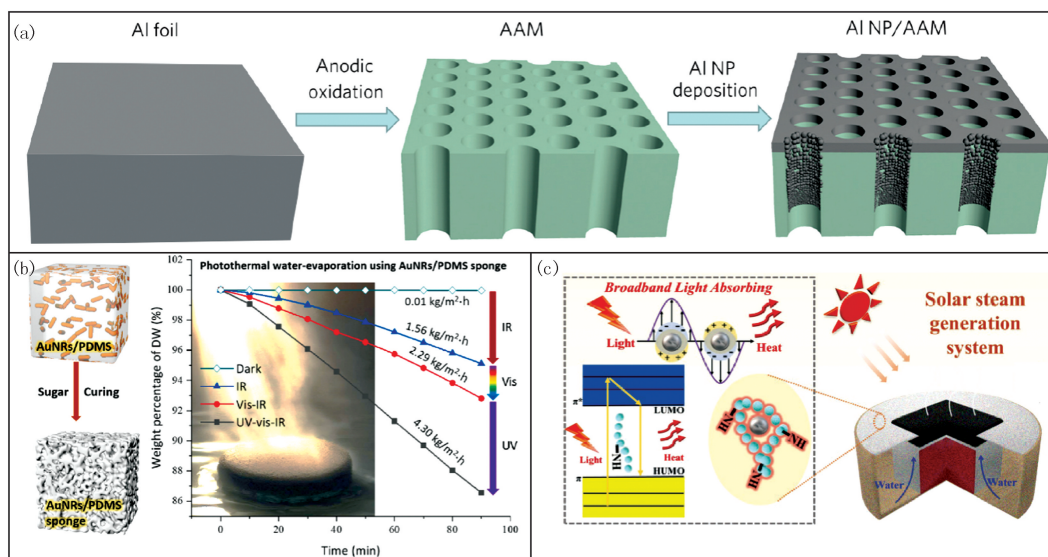 (a)
Al foil
Anodic
oxidation
AAM
Al NP
deposition
Al NP/AAM
(b)
AuNRs/PDMS
Sugar Curing
AuNRs/PDMS
sponge
Weight percentage of DW (%)
102
100
98
96
94
92
90
88
86
Photothermal water-evaporation using AuNRs/PDMS sponge
0.01 kg/m²·h
1.56 kg/m²·h
2.29 kg/m²·h
4.30 kg/m²·h
Dark
IR
Vis-IR
UV-vis-IR
IR
Vis
UV
0 20 40 60 80 100
Time (min)
(c)
Broadband Light Absorbing
Light
Heat
π*
LUMO
Light
HN
Heat
π
HUMO
HN
NH
HN
Solar steam
generation
system
Water
Water